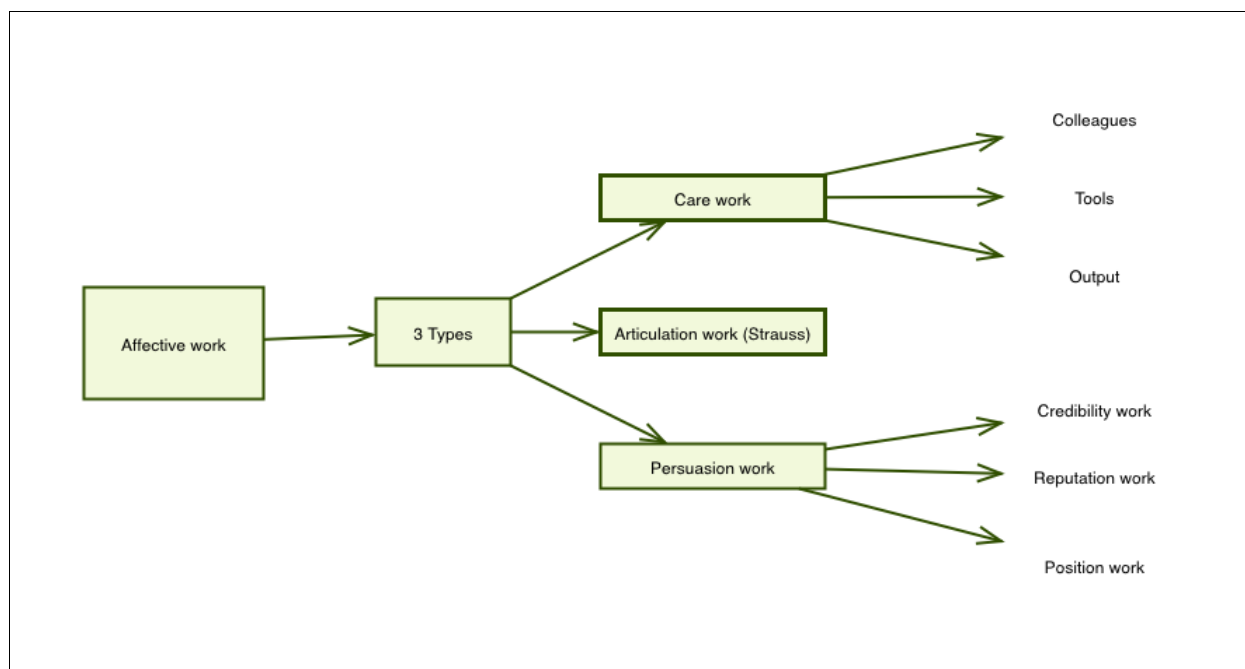 Affective work
3 Types
Care work
Colleagues
Tools
Output
Articulation work (Strauss)
Persuasion work
Credibility work
Reputation work
Position work